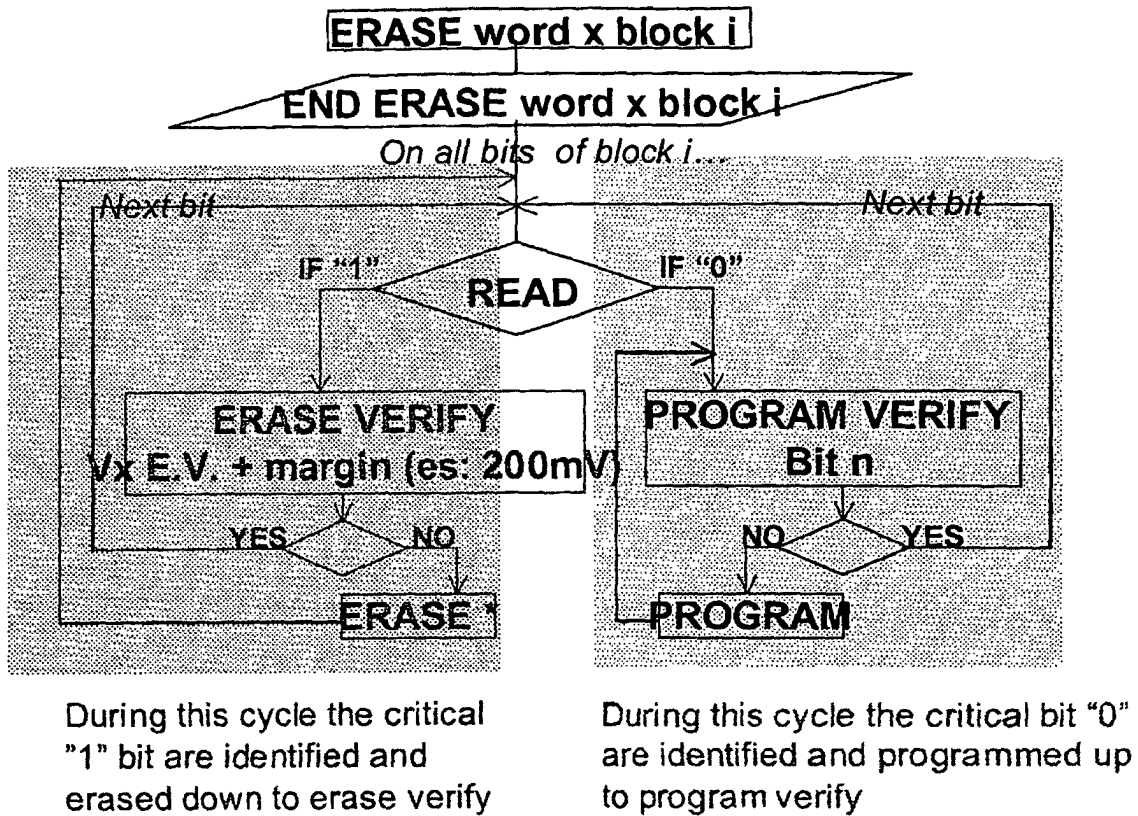 ERASE word x block i
END ERASE word x block i
On all bits of block i...
Next bit
Next bit
IF "1"
IF "0"
READ
ERASE VERIFY
Vx E.V. + margin (es: 200mV)
PROGRAM VERIFY
Bit n
YES
NO
NO
YES
ERASE *
PROGRAM
During this cycle the critical
"1" bit are identified and
erased down to erase verify
During this cycle the critical bit "0"
are identified and programmed up
to program verify